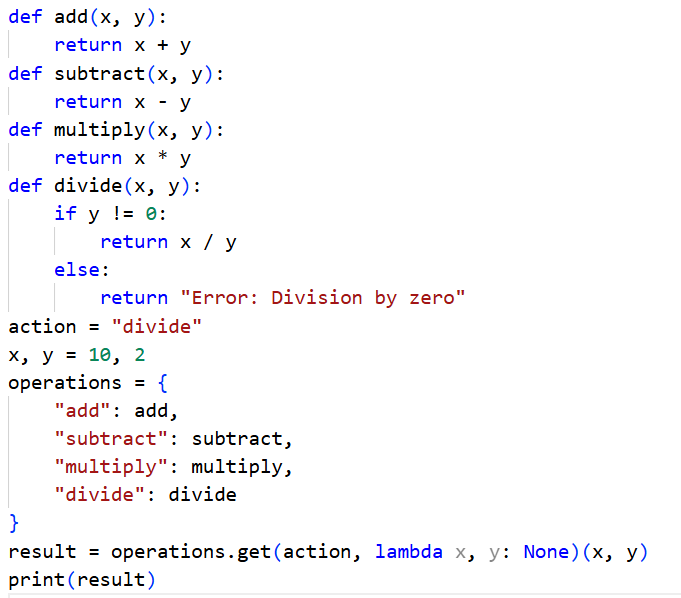 def add(x, y):
    return x + y
def subtract(x, y):
    return x - y
def multiply(x, y):
    return x * y
def divide(x, y):
    if y != 0:
        return x / y
    else:
        return "Error: Division by zero"
action = "divide"
x, y = 10, 2
operations = {
    "add": add,
    "subtract": subtract,
    "multiply": multiply,
    "divide": divide
}
result = operations.get(action, lambda x, y: None)(x, y)
print(result)